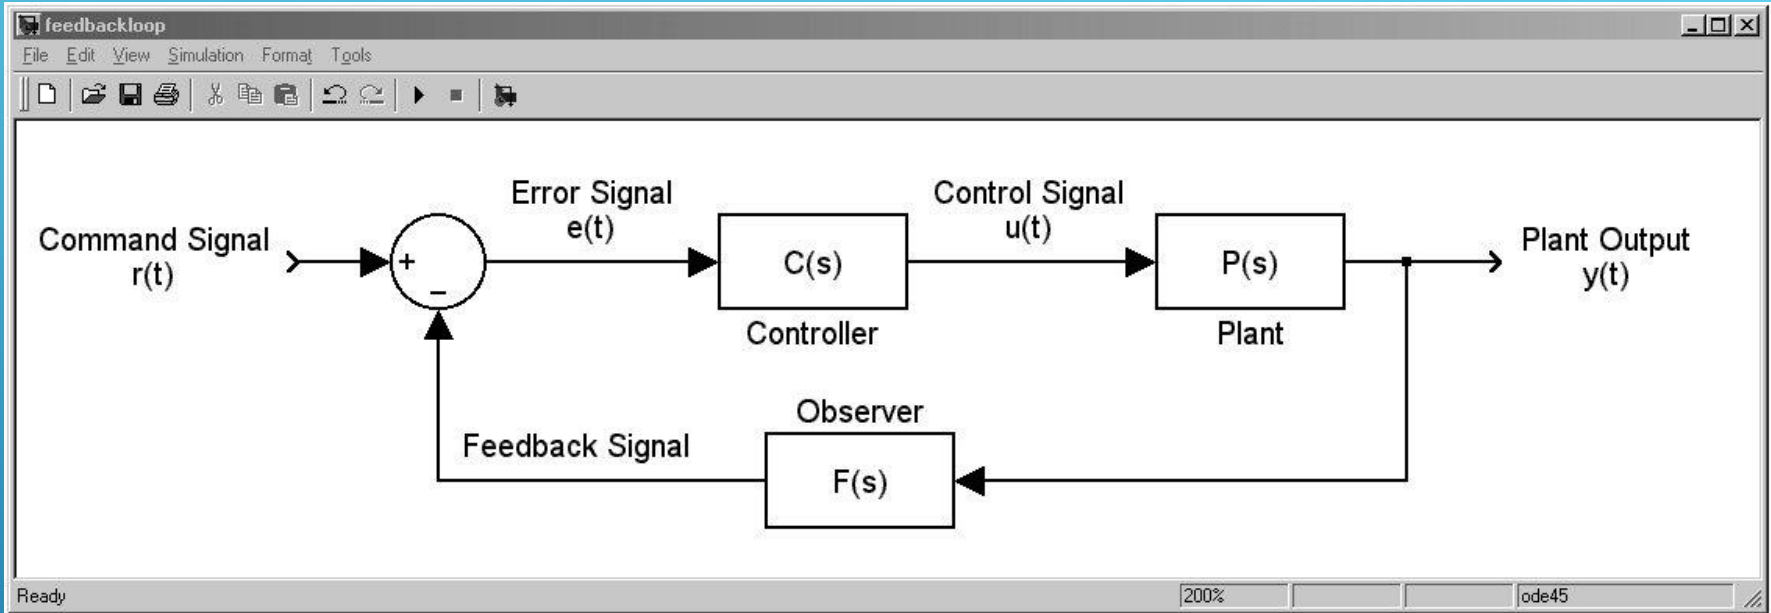 feedbackloop
File Edit View Simulation Format Tools
Error Signal
e(t)
Control Signal
u(t)
Command Signal
r(t)
+
−
C(s)
P(s)
Plant Output
y(t)
Controller
Plant
Observer
Feedback Signal
F(s)
Ready
200%
ode45